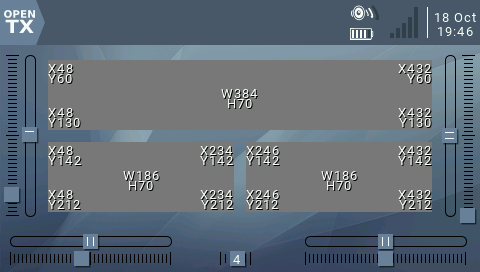 OPEN
TX
18 Oct
19:46
X48
Y60
X432
Y60
W384
H70
X48
Y130
X432
Y130
X48
Y142
X234
Y142
X246
Y142
X432
Y142
W186
H70
W186
H70
X48
Y212
X234
Y212
X246
Y212
X432
Y212
4